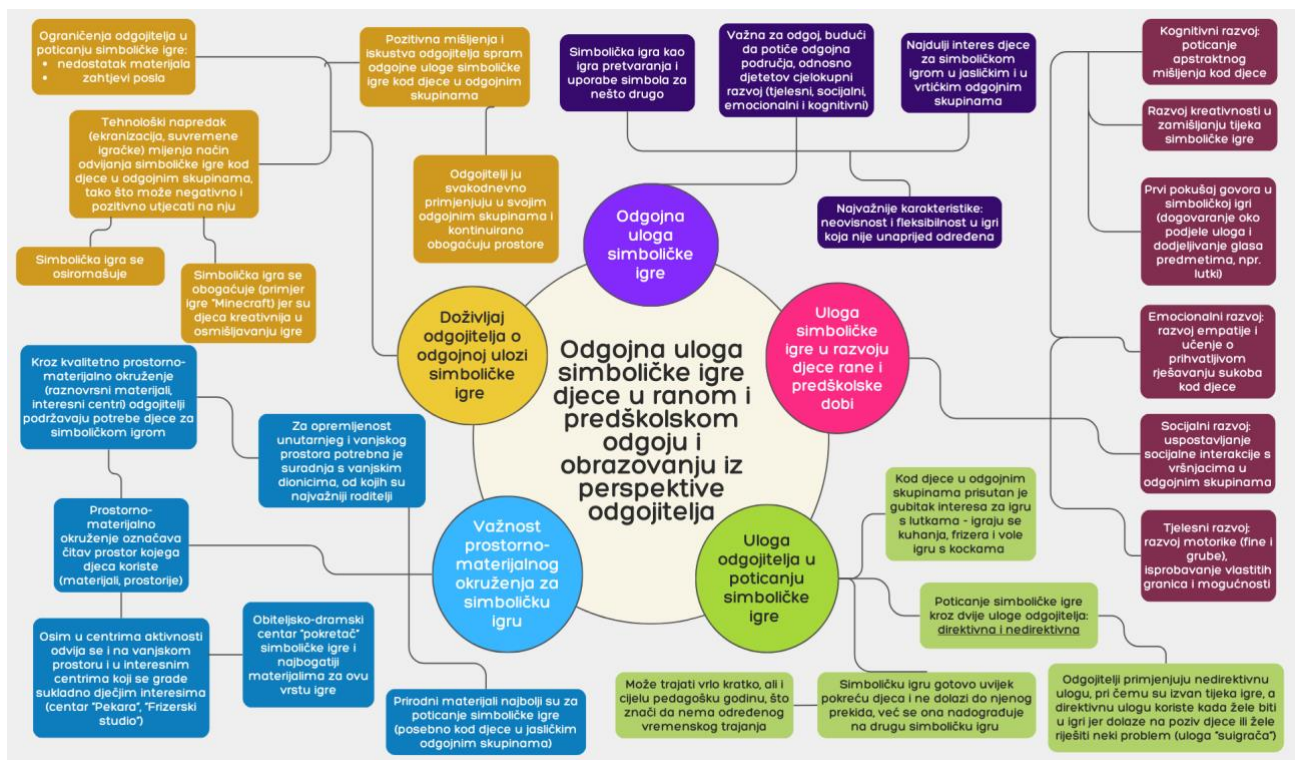 Ograničenja odgojitelja u
poticanju simboličke igre:
• nedostatak materijala
• zahtjevi posla
Pozitivna mišljenja i
iskustva odgojitelja spram
odgojne uloge simboličke
igre kod djece u odgojnim
skupinama
Tehnološki napredak
(ekranizacija, suvremene
igračke) mijenja način
odvijanja simboličke igre kod
djece u odgojnim skupinama,
tako što može negativno i
pozitivno utjecati na nju
Odgojitelji ju
svakodnevno
primjenjuju u svojim
odgojnim skupinama i
kontinuirano
obogaćuju prostore
Simbolička igra se
osiromašuje
Simbolička igra se
obogaćuje (primjer
igre "Minecraft) jer su
djeca kreativnija u
osmišljavanju igre
Simbolička igra kao
igra pretvaranja i
uporabe simbola za
nešto drugo
Važna za odgoj, budući
da potiče odgojna
područja, odnosno
djetetov cjelokupni
razvoj (tjelesni, socijalni,
emocionalni i kognitivni)
Najdulji interes djece
za simboličkom
igrom u jasličkim i u
vrtićkim odgojnim
skupinama
Najvažnije karakteristike:
neovisnost i fleksibilnost u igri
koja nije unaprijed određena
Kognitivni razvoj:
poticanje
apstraktnog
mišljenja kod djece
Razvoj kreativnosti u
zamišljanju tijeka
simboličke igre
Prvi pokušaj govora u
simboličkoj igri
(dogovaranje oko
podjele uloga i
dodjeljivanje glasa
predmetima, npr.
lutki)
Emocionalni razvoj:
razvoj empatije i
učenje o
prihvatljivom
rješavanju sukoba
kod djece
Socijalni razvoj:
uspostavljanje
socijalne interakcije s
vršnjacima u
odgojnim skupinama
Tjelesni razvoj:
razvoj motorike (fine i
grube),
isprobavanje vlastitih
granica i mogućnosti
Odgojna
uloga
simboličke
igre
Doživljaj
odgojitelja o
odgojnoj ulozi
simboličke
igre
Uloga
simboličke
igre u razvoju
djece rane i
predškolske
dobi
Odgojna uloga
simboličke igre
djece u ranom i
predškolskom
odgoju i
obrazovanju iz
perspektive
odgojitelja
Važnost
prostorno-
materijalnog
okruženja za
simboličku
igru
Uloga
odgojitelja u
poticanju
simboličke
igre
Kroz kvalitetno prostorno-
materijalno okruženje
(raznovrsni materijali,
interesni centri) odgojitelji
podržavaju potrebe djece za
simboličkom igrom
Za opremljenost
unutarnjeg i vanjskog
prostora potrebna je
suradnja s vanjskim
dionicima, od kojih su
najvažniji roditelji
Prostorno-
materijalno
okruženje označava
čitav prostor kojega
djeca koriste
(materijali, prostorije)
Osim u centrima aktivnosti
odvija se i na vanjskom
prostoru i u interesnim
centrima koji se grade
sukladno dječjim interesima
(centar "Pekara", "Frizerski
studio")
Obiteljsko-dramski
centar "pokretač"
simboličke igre i
najbogatiji
materijalima za ovu
vrstu igre
Prirodni materijali najbolji su za
poticanje simboličke igre
(posebno kod djece u jasličkim
odgojnim skupinama)
Kod djece u odgojnim
skupinama prisutan je
gubitak interesa za igru
s lutkama - igraju se
kuhanja, frizera i vole
igru s kockama
Poticanje simboličke igre
kroz dvije uloge odgojitelja:
direktivna i nedirektivna
Može trajati vrlo kratko, ali i
cijelu pedagošku godinu, što
znači da nema određenog
vremenskog trajanja
Simboličku igru gotovo uvijek
pokreću djeca i ne dolazi do njenog
prekida, već se ona nadograđuje
na drugu simboličku igru
Odgojitelji primjenjuju nedirektivnu
ulogu, pri čemu su izvan tijeka igre, a
direktivnu ulogu koriste kada žele biti
u igri jer dolaze na poziv djece ili žele
riješiti neki problem (uloga "suigrača")